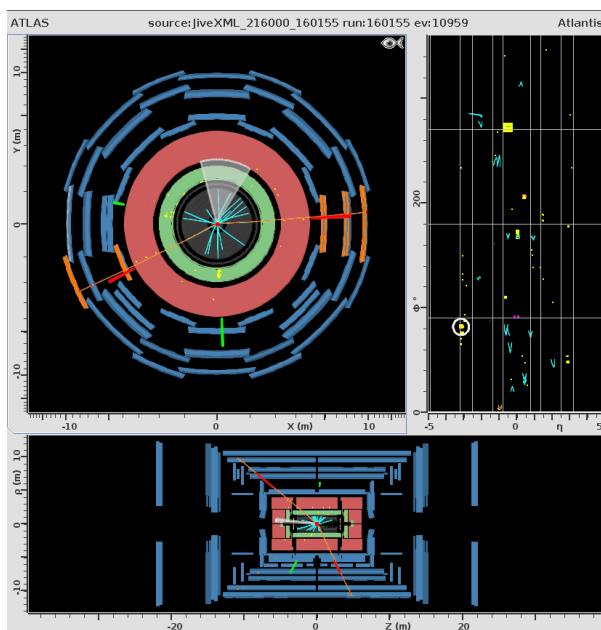 ATLAS source:JiveXML_216000_160155 run:160155 ev:10959 Atlantis
Y (m)
10
0
-10
-10 0 10
X (m)
Φ °
200
0
-5 0 5
η
ρ (m)
10
0
-10
-20 0 20
Z (m)